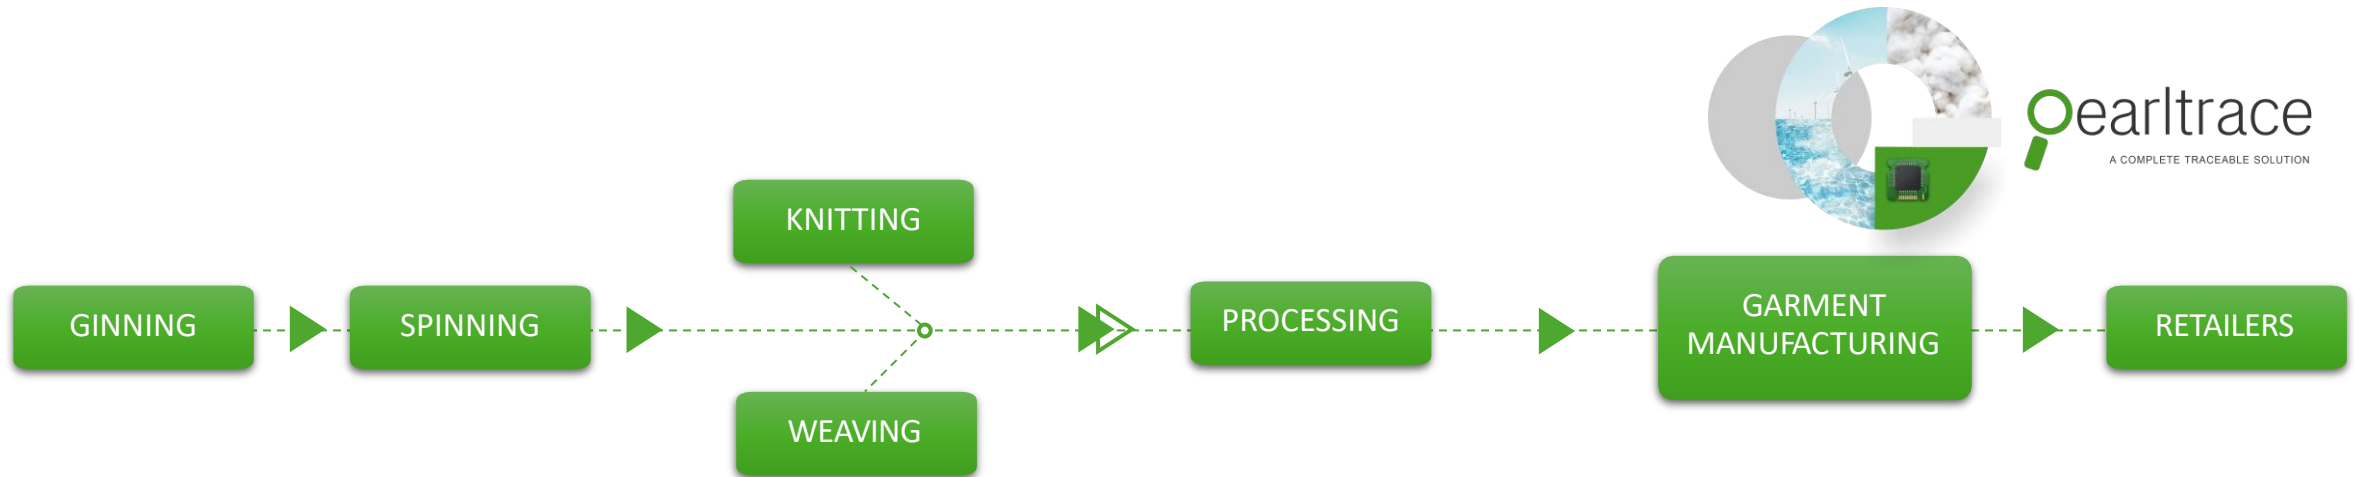 pearltrace
A COMPLETE TRACEABLE SOLUTION
KNITTING
GINNING
SPINNING
PROCESSING
GARMENT
MANUFACTURING
RETAILERS
WEAVING